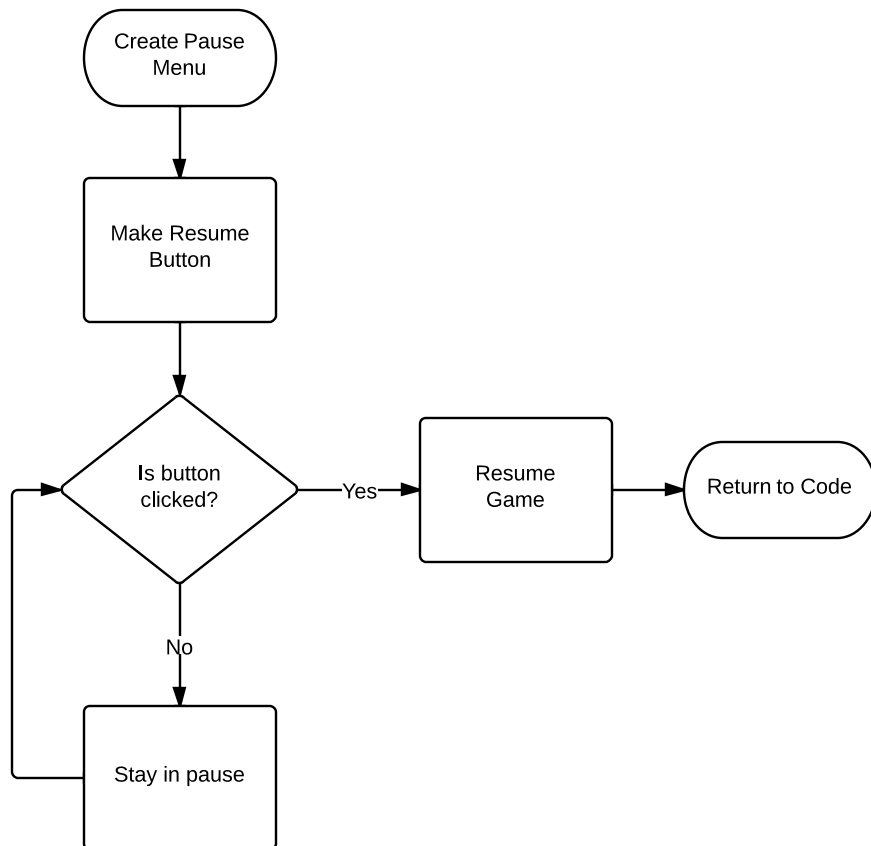 Create Pause
Menu
Make Resume
Button
Is button
clicked?
Yes
Resume
Game
Return to Code
No
Stay in pause